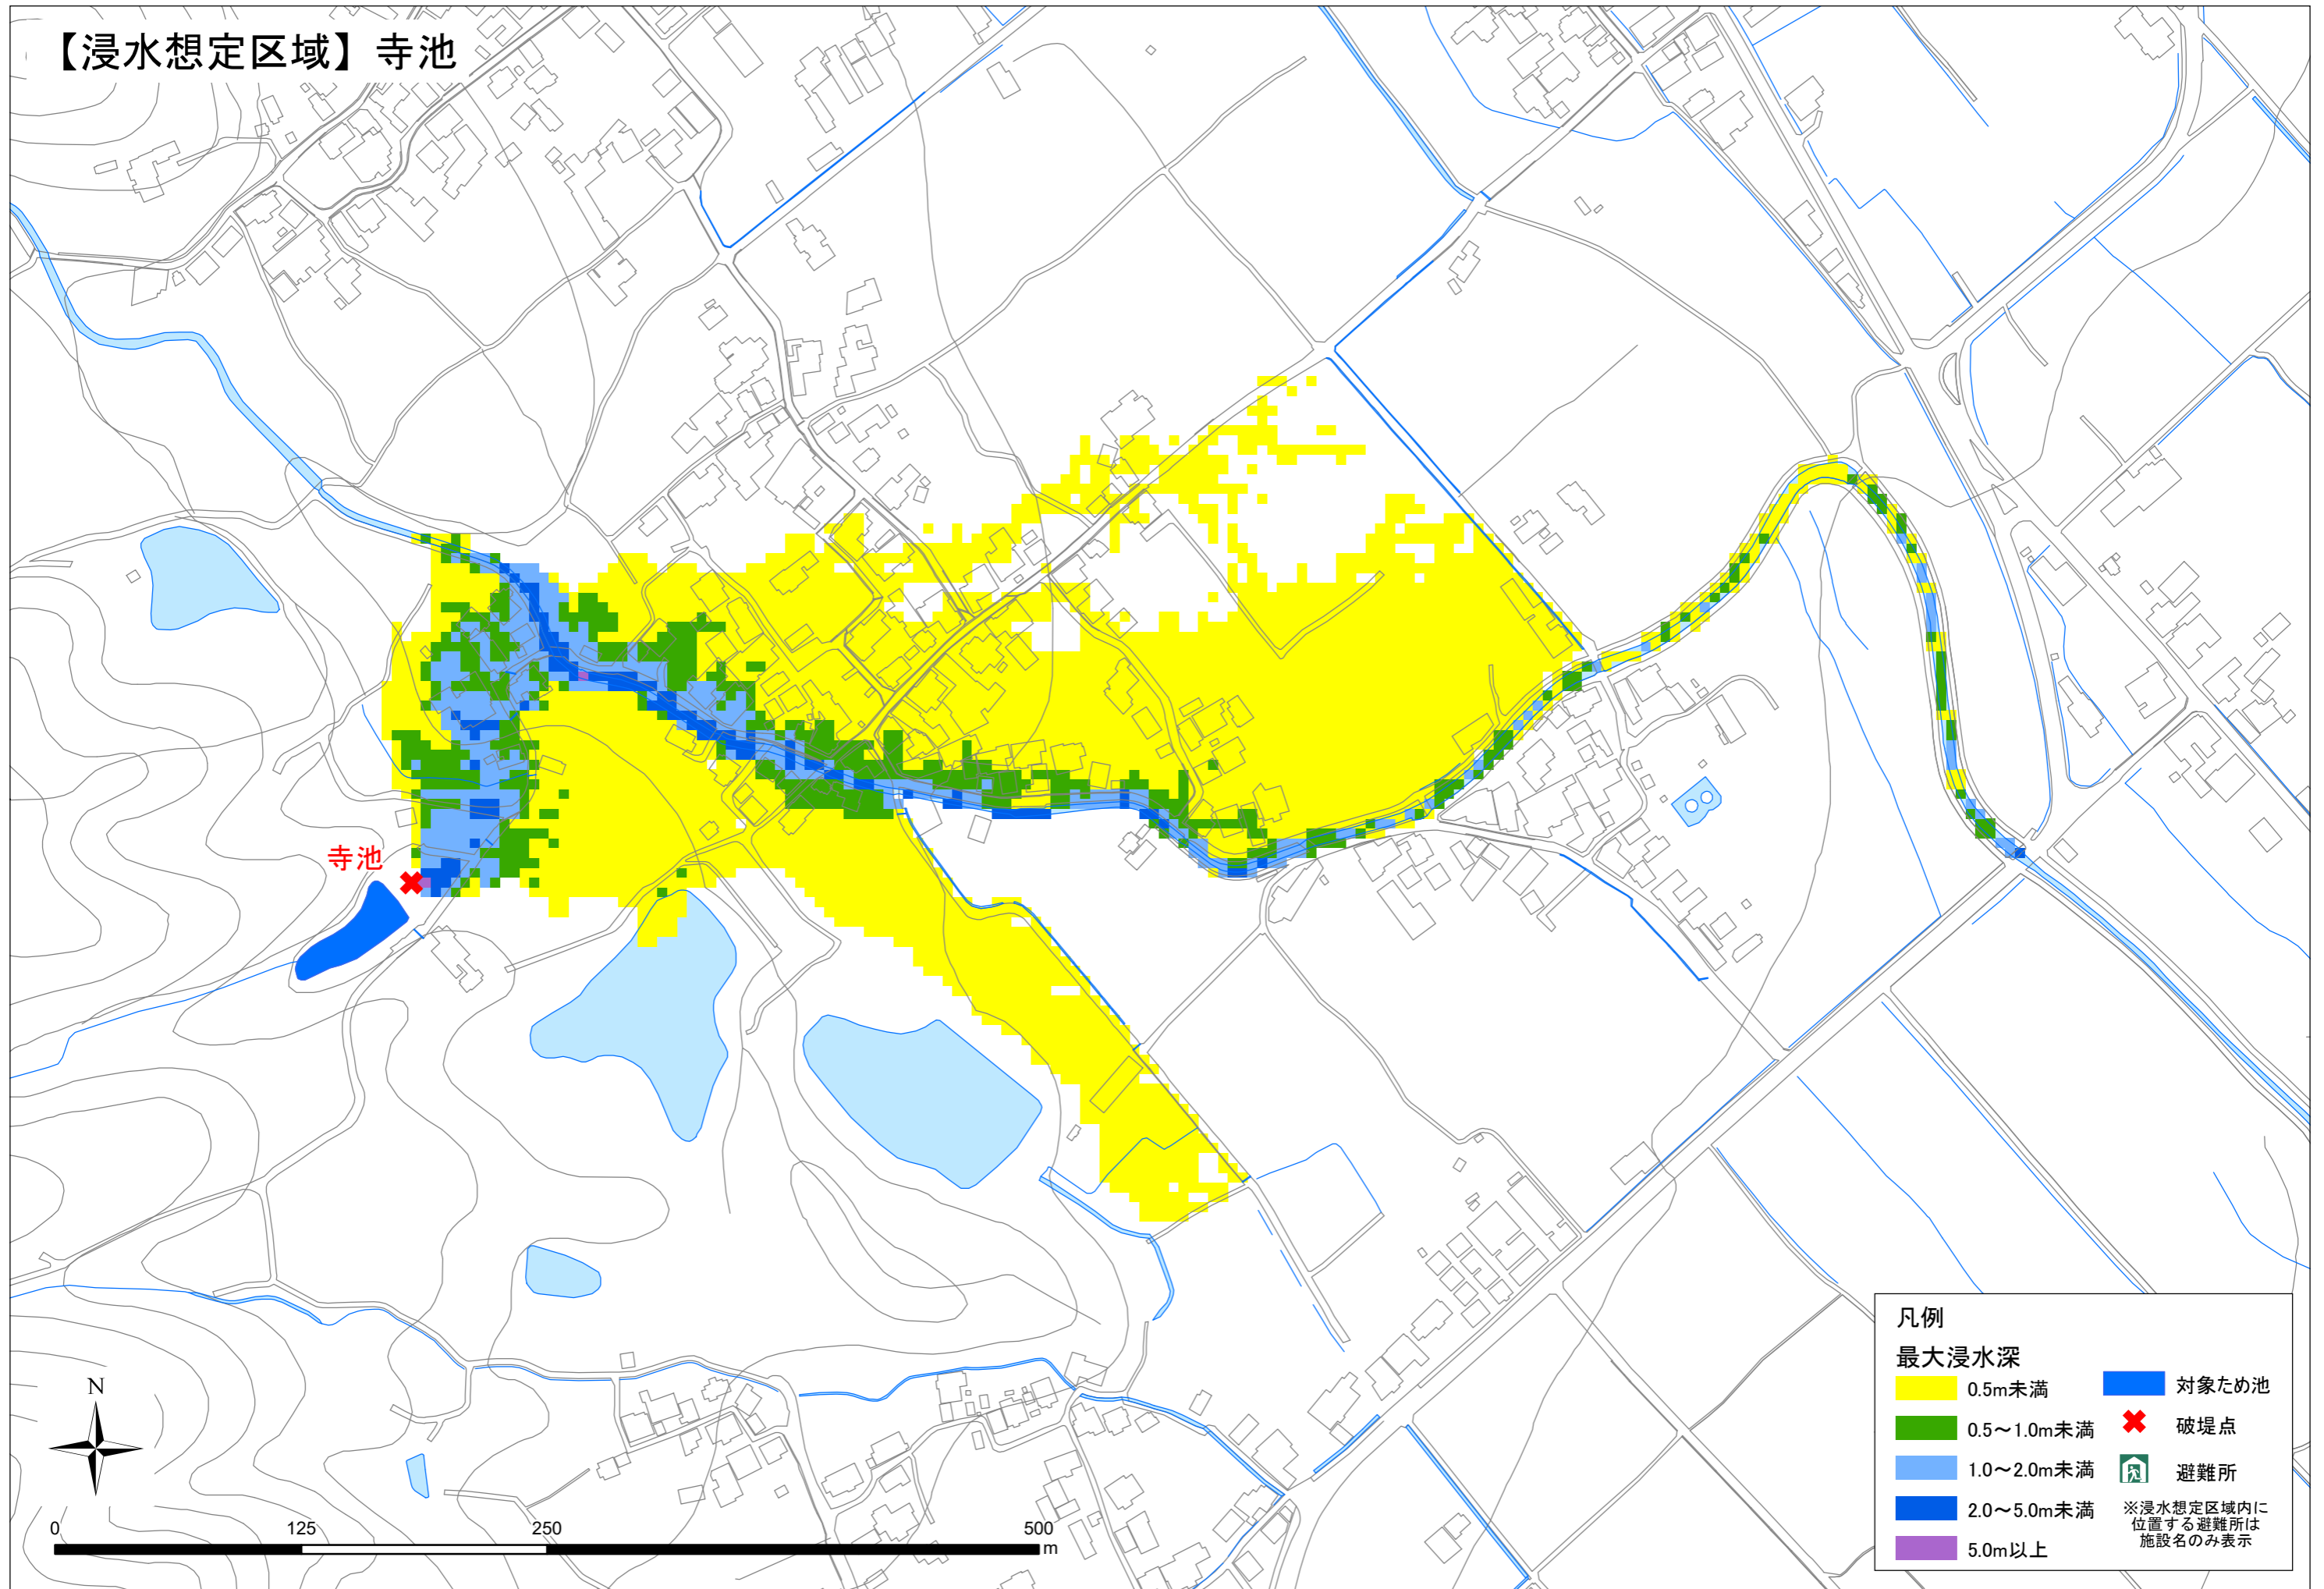 【浸水想定区域】寺池
寺池
N
0 125 250 500
m
凡例
最大浸水深
0.5m未満
0.5～1.0m未満
1.0～2.0m未満
2.0～5.0m未満
5.0m以上
対象ため池
破堤点
避難所
※浸水想定区域内に
位置する避難所は
施設名のみ表示